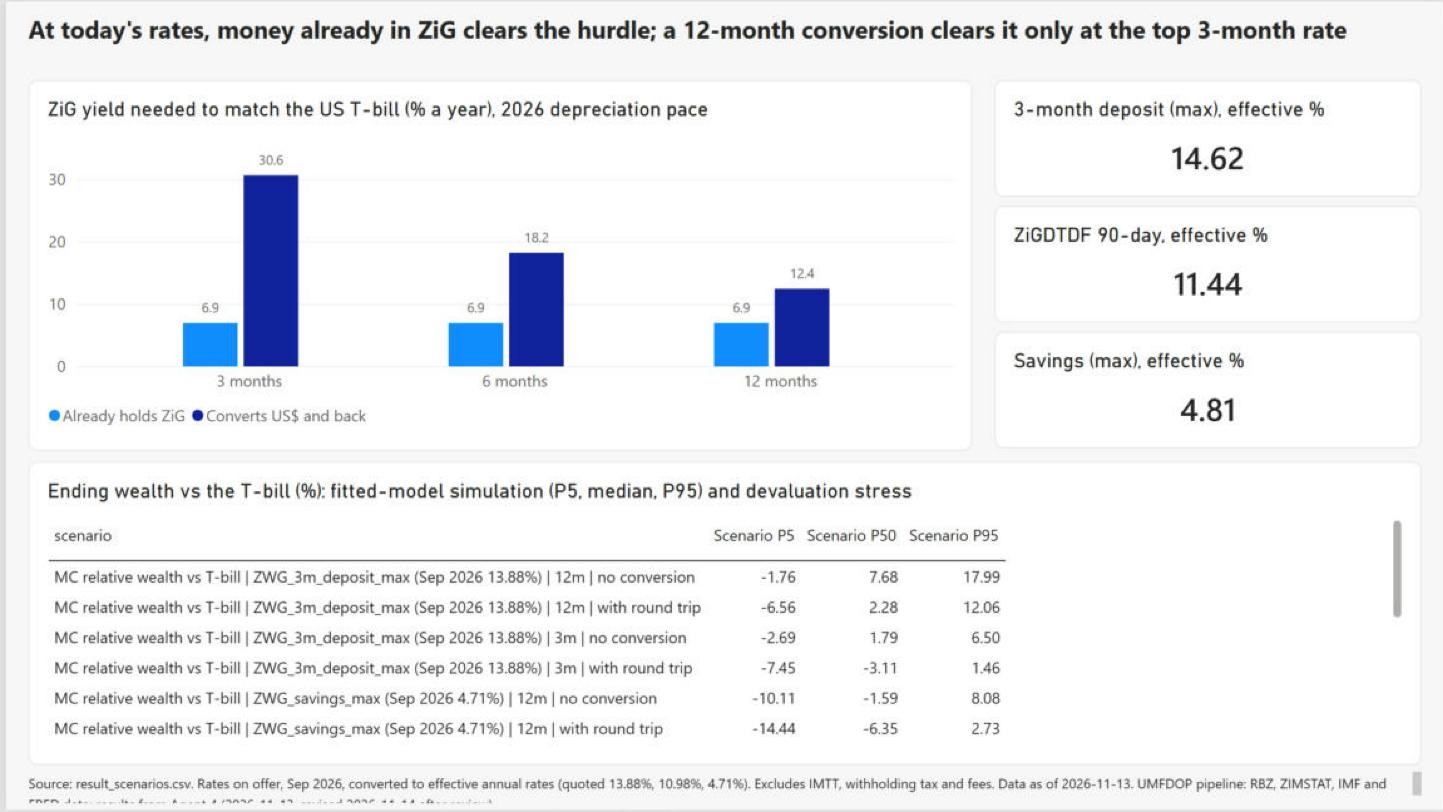 At today's rates, money already in ZiG clears the hurdle; a 12-month conversion clears it only at the top 3-month rate
ZiG yield needed to match the US T-bill (% a year), 2026 depreciation pace
30
20
10
0
6.9
30.6
6.9
18.2
6.9
12.4
3 months
6 months
12 months
Already holds ZiG
Converts US$ and back
3-month deposit (max), effective %
14.62
ZiGDTDF 90-day, effective %
11.44
Savings (max), effective %
4.81
Ending wealth vs the T-bill (%): fitted-model simulation (P5, median, P95) and devaluation stress
scenario Scenario P5 Scenario P50 Scenario P95
MC relative wealth vs T-bill | ZWG_3m_deposit_max (Sep 2026 13.88%) | 12m | no conversion -1.76 7.68 17.99
MC relative wealth vs T-bill | ZWG_3m_deposit_max (Sep 2026 13.88%) | 12m | with round trip -6.56 2.28 12.06
MC relative wealth vs T-bill | ZWG_3m_deposit_max (Sep 2026 13.88%) | 3m | no conversion -2.69 1.79 6.50
MC relative wealth vs T-bill | ZWG_3m_deposit_max (Sep 2026 13.88%) | 3m | with round trip -7.45 -3.11 1.46
MC relative wealth vs T-bill | ZWG_savings_max (Sep 2026 4.71%) | 12m | no conversion -10.11 -1.59 8.08
MC relative wealth vs T-bill | ZWG_savings_max (Sep 2026 4.71%) | 12m | with round trip -14.44 -6.35 2.73
Source: result_scenarios.csv. Rates on offer, Sep 2026, converted to effective annual rates (quoted 13.88%, 10.98%, 4.71%). Excludes IMTT, withholding tax and fees. Data as of 2026-11-13. UMFDOP pipeline: RBZ, ZIMSTAT, IMF and